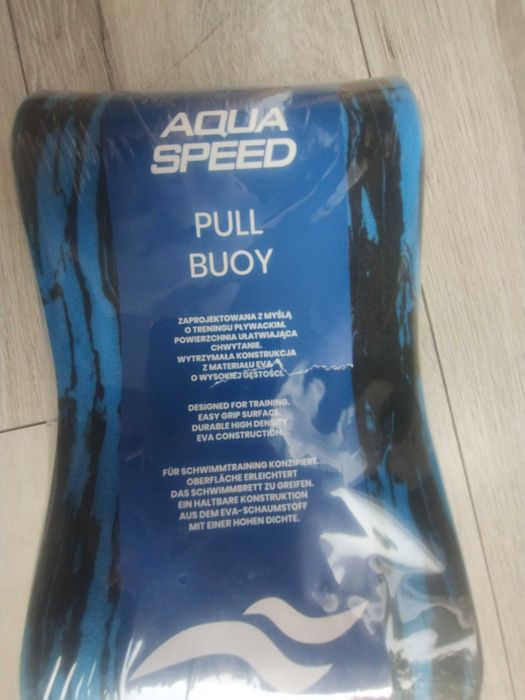 AQUA
SPEED
PULL
BUOY
ZAPROJEKTOWANA Z MYŚLĄ
O TRENINGU PŁYWACKIM.
POWIERZCHNIA UŁATWIAJĄCA
CHWYTANIE.
WYTRZYMAŁA KONSTRUKCJA
Z MATERIAŁU EVA
O WYSOKIEJ GĘSTOŚCI.
DESIGNED FOR TRAINING.
EASY GRIP SURFACE.
DURABLE HIGH DENSITY
EVA CONSTRUCTION.
FÜR SCHWIMMTRAINING KONZIPIERT.
OBERFLÄCHE ERLEICHTERT
DAS SCHWIMMBRETT ZU GREIFEN.
EIN HALTBARE KONSTRUKTION
AUS DEM EVA-SCHAUMSTOFF
MIT EINER HOHEN DICHTE.